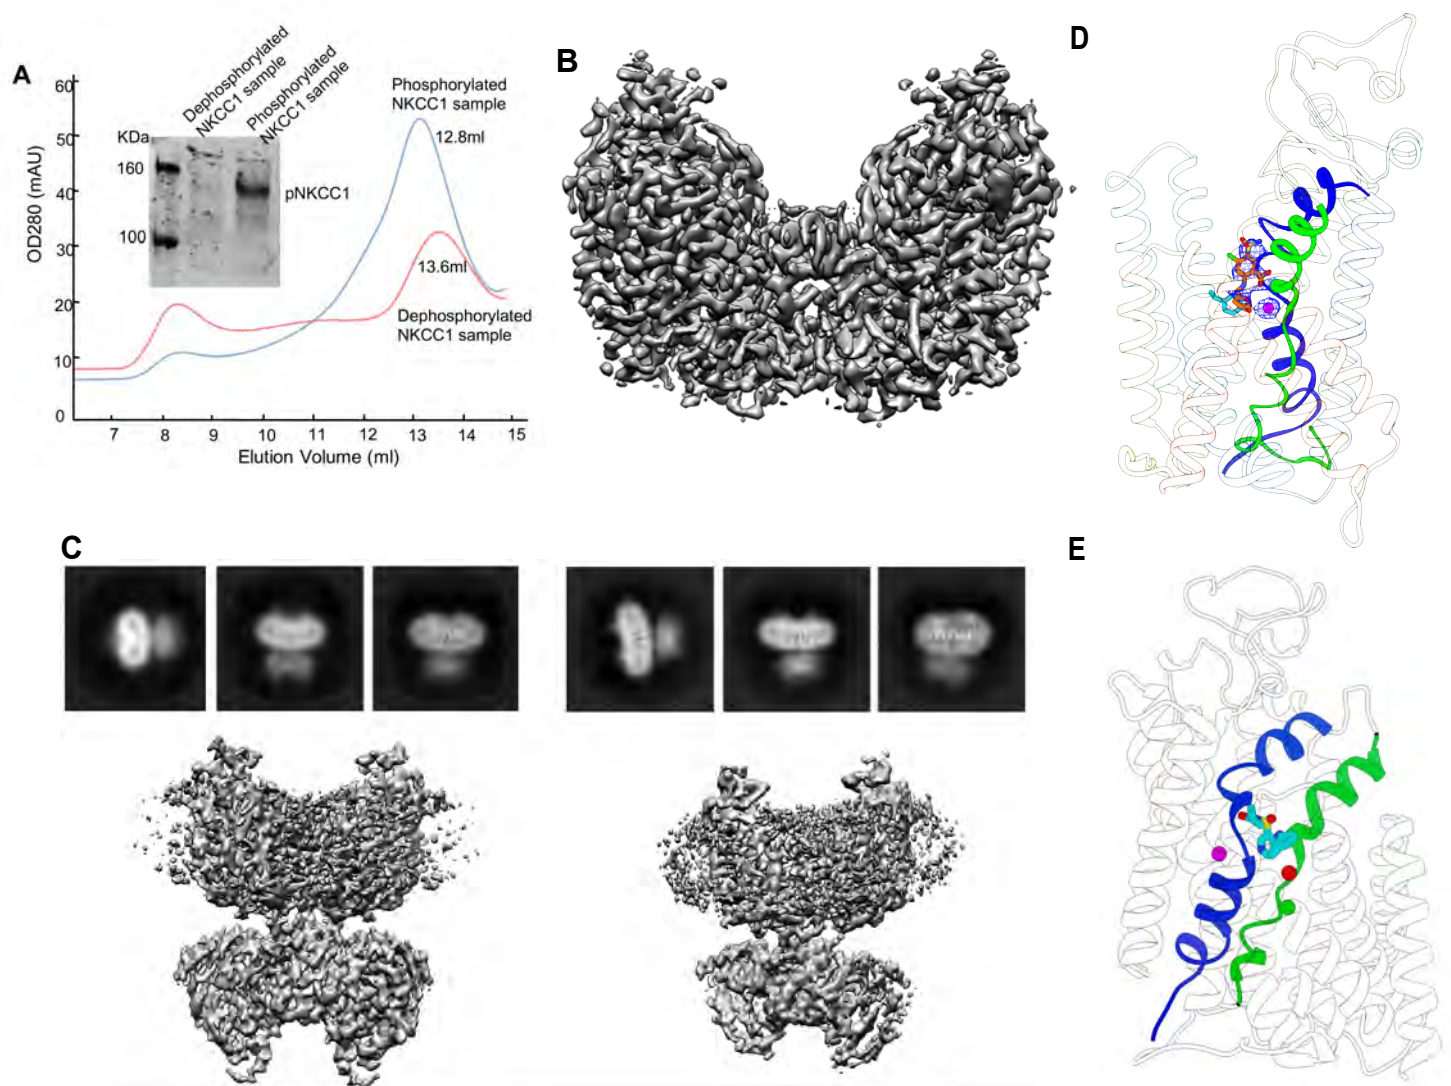 A
Dephosphorylated
NKCC1 sample
Phosphorylated
NKCC1 sample
KDa
160
100
pNKCC1
Phosphorylated
NKCC1 sample
12.8ml
13.6ml
Dephosphorylated
NKCC1 sample
OD280 (mAU)
60
50
40
30
20
10
0
7 8 9 10 11 12 13 14 15
Elution Volume (ml)
B
D
C
E